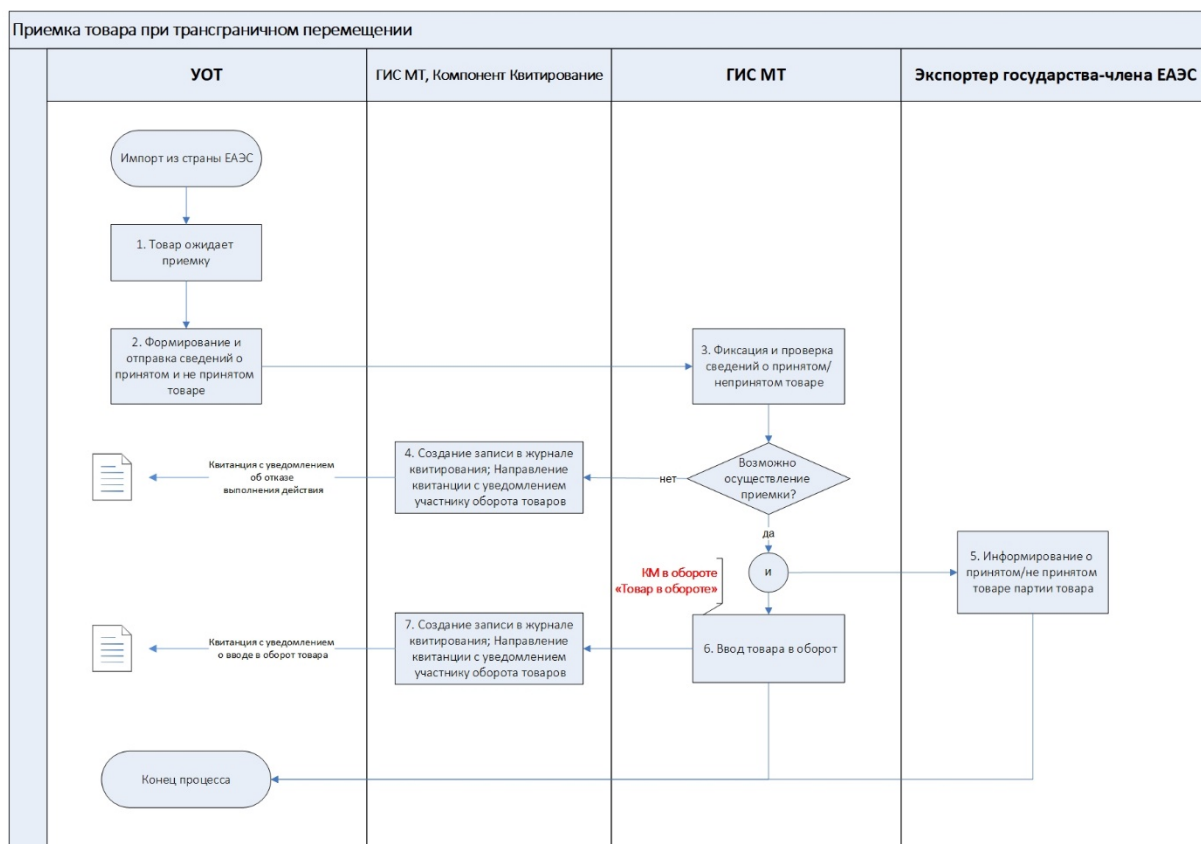 Приемка товара при трансграничном перемещении
УОТ
ГИС МТ, Компонент Квитирование
ГИС МТ
Экспортер государства-члена ЕАЭС
Импорт из страны ЕАЭС
1. Товар ожидает
приемку
2. Формирование и
отправка сведений о
принятом и не принятом
товаре
3. Фиксация и проверка
сведений о принятом/
непринятом товаре
Квитанция с уведомлением
об отказе
выполнения действия
4. Создание записи в журнале
квитирования; Направление
квитанции с уведомлением
участнику оборота товаров
нет
Возможно
осуществление
приемки?
да
КМ в обороте
«Товар в обороте»
и
5. Информирование о
принятом/не принятом
товаре партии товара
Квитанция с уведомлением
о вводе в оборот товара
7. Создание записи в журнале
квитирования; Направление
квитанции с уведомлением
участнику оборота товаров
6. Ввод товара в оборот
Конец процесса